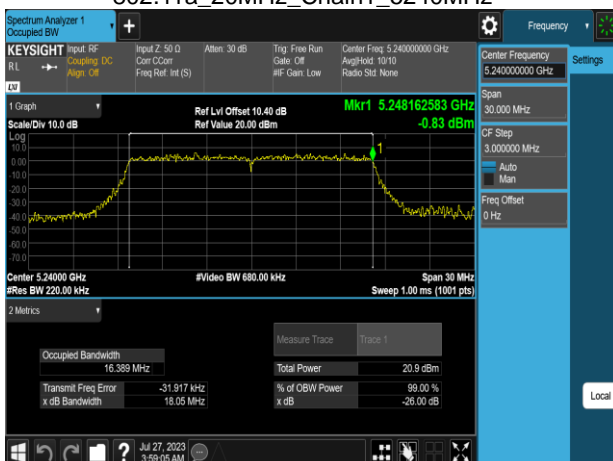 802.11a_20MHz_Chain1_5240MHz
Spectrum Analyzer 1
Occupied BW
Frequency
KEYSIGHT
RL
LXI
Input: RF
Coupling: DC
Align: Off
Input Z: 50 Ω
Corr CCorr
Freq Ref: Int (S)
Atten: 30 dB
Trig: Free Run
Gate: Off
#IF Gain: Low
Center Freq: 5.240000000 GHz
Avg|Hold: 10/10
Radio Std: None
Center Frequency
5.240000000 GHz
Settings
Span
30.000 MHz
CF Step
3.000000 MHz
Auto
Man
Freq Offset
0 Hz
Local
1 Graph
Scale/Div 10.0 dB
Ref Lvl Offset 10.40 dB
Ref Value 20.00 dBm
Mkr1 5.248162583 GHz
-0.83 dBm
Log
10.0
0.00
-10.0
-20.0
-30.0
-40.0
-50.0
-60.0
-70.0
1
Center 5.24000 GHz
#Res BW 220.00 kHz
#Video BW 680.00 kHz
Span 30 MHz
Sweep 1.00 ms (1001 pts)
2 Metrics
Measure Trace
Trace 1
Occupied Bandwidth
16.389 MHz
Total Power
20.9 dBm
Transmit Freq Error
-31.917 kHz
% of OBW Power
99.00 %
x dB Bandwidth
18.05 MHz
x dB
-26.00 dB
Jul 27, 2023
3:59:05 AM